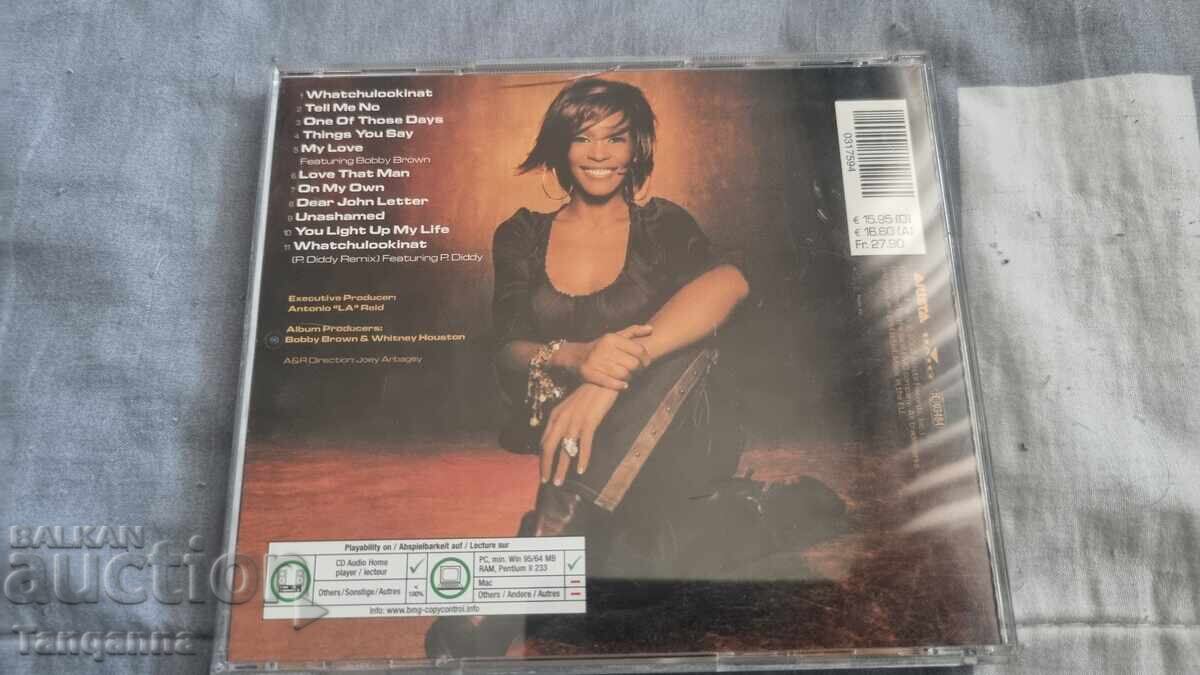 1 Whatchulookinat
2 Tell Me No
3 One Of Those Days
4 Things You Say
5 My Love
Featuring Bobby Brown
6 Love That Man
7 On My Own
8 Dear John Letter
9 Unashamed
10 You Light Up My Life
11 Whatchulookinat
(P. Diddy Remix) Featuring P. Diddy
Executive Producer:
Antonio "LA" Reid
Album Producers:
Bobby Brown & Whitney Houston
A&R Direction: Joey Arbagey
0317594
€ 15.95 (D)
€ 16.60 (A)
Fr. 27.90
ARISTA
Playability on / Abspielbarkeit auf / Lecture sur
CD Audio Home
player / lecteur
Others/Sonstige/Autres
< 100%
PC, min. Win 95/64 MB
RAM, Pentium II 233
Mac
Others / Andere / Autres
Info: www.bmg-copycontrol.info
BALKAN
auction
Tanganna